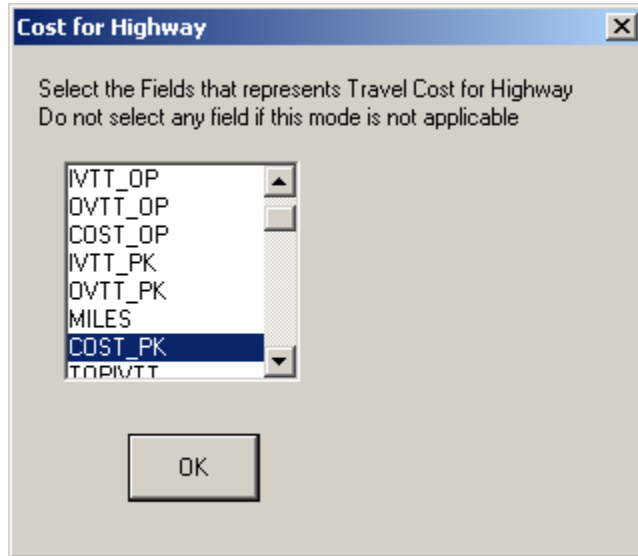 Cost for Highway
Select the Fields that represents Travel Cost for Highway
Do not select any field if this mode is not applicable
IVTT_OP
OVTT_OP
COST_OP
IVTT_PK
OVTT_PK
MILES
COST_PK
TOPIVTT
OK